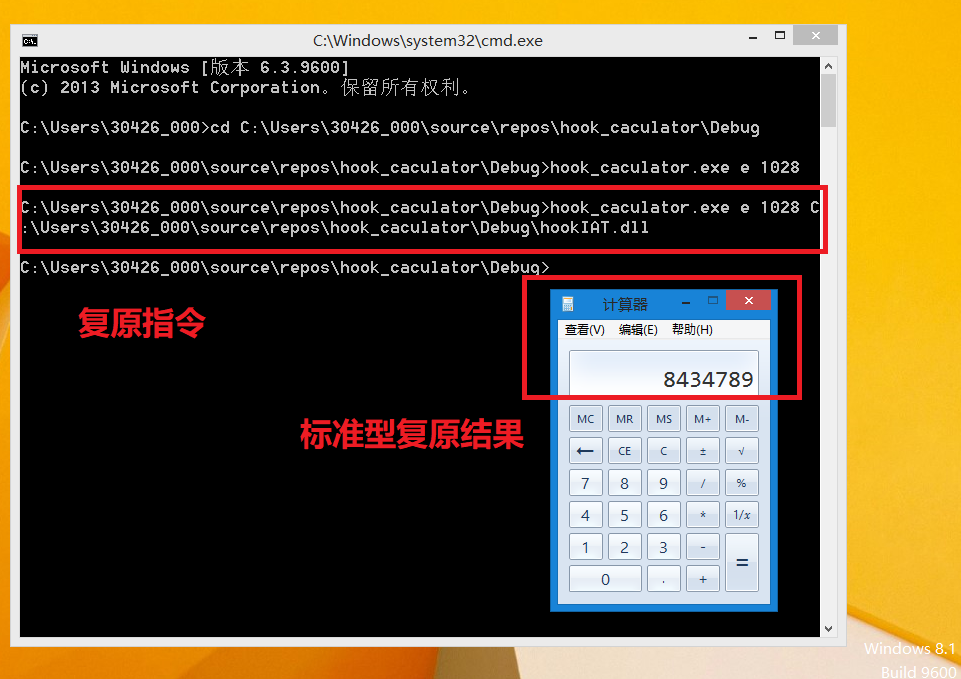 C:\Windows\system32\cmd.exe
Microsoft Windows [版本 6.3.9600]
(c) 2013 Microsoft Corporation。保留所有权利。
C:\Users\30426_000>cd C:\Users\30426_000\source\repos\hook_caculator\Debug
C:\Users\30426_000\source\repos\hook_caculator\Debug>hook_caculator.exe e 1028
C:\Users\30426_000\source\repos\hook_caculator\Debug>hook_caculator.exe e 1028 C
:\Users\30426_000\source\repos\hook_caculator\Debug\hookIAT.dll
C:\Users\30426_000\source\repos\hook_caculator\Debug>
复原指令
标准型复原结果
计算器
查看(V) 编辑(E) 帮助(H)
8434789
MC MR MS M+ M-
← CE C ± √
7 8 9 / %
4 5 6 * 1/x
1 2 3 - =
0 . +
Windows 8.1
Build 9600